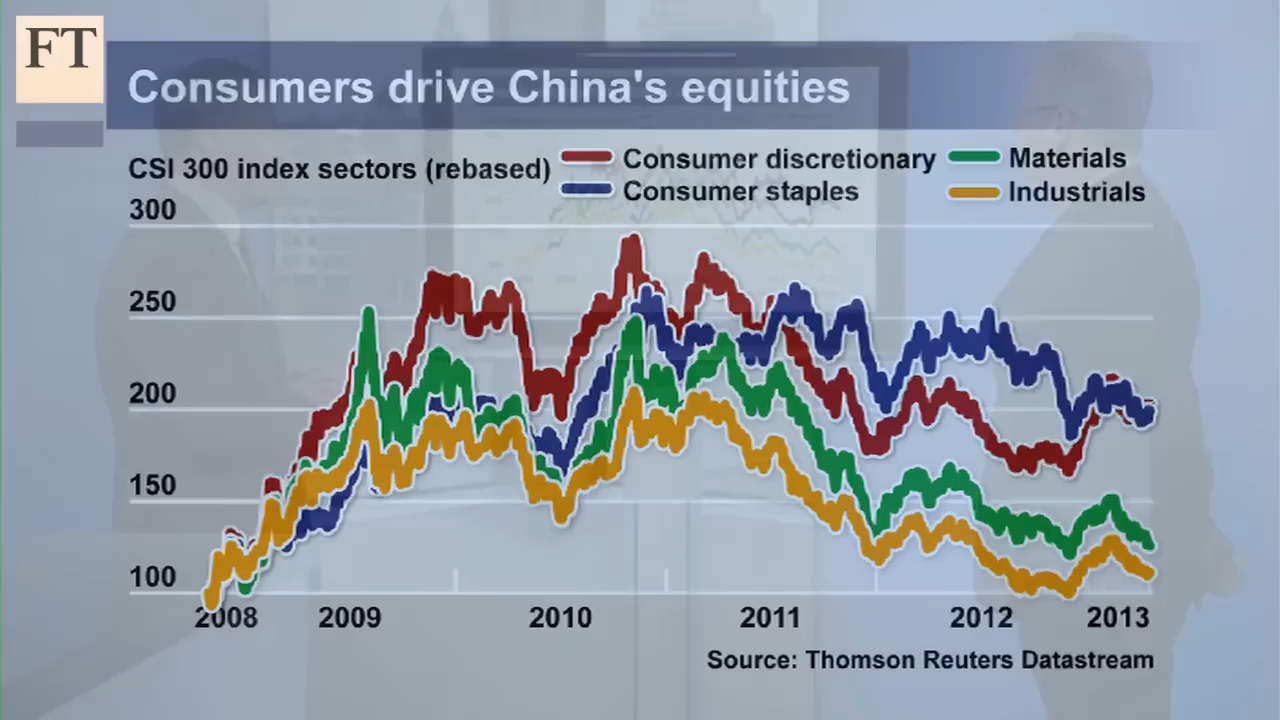 FT
Consumers drive China's equities
CSI 300 index sectors (rebased)
Consumer discretionary
Materials
Consumer staples
Industrials
300
250
200
150
100
2008 2009 2010 2011 2012 2013
Source: Thomson Reuters Datastream